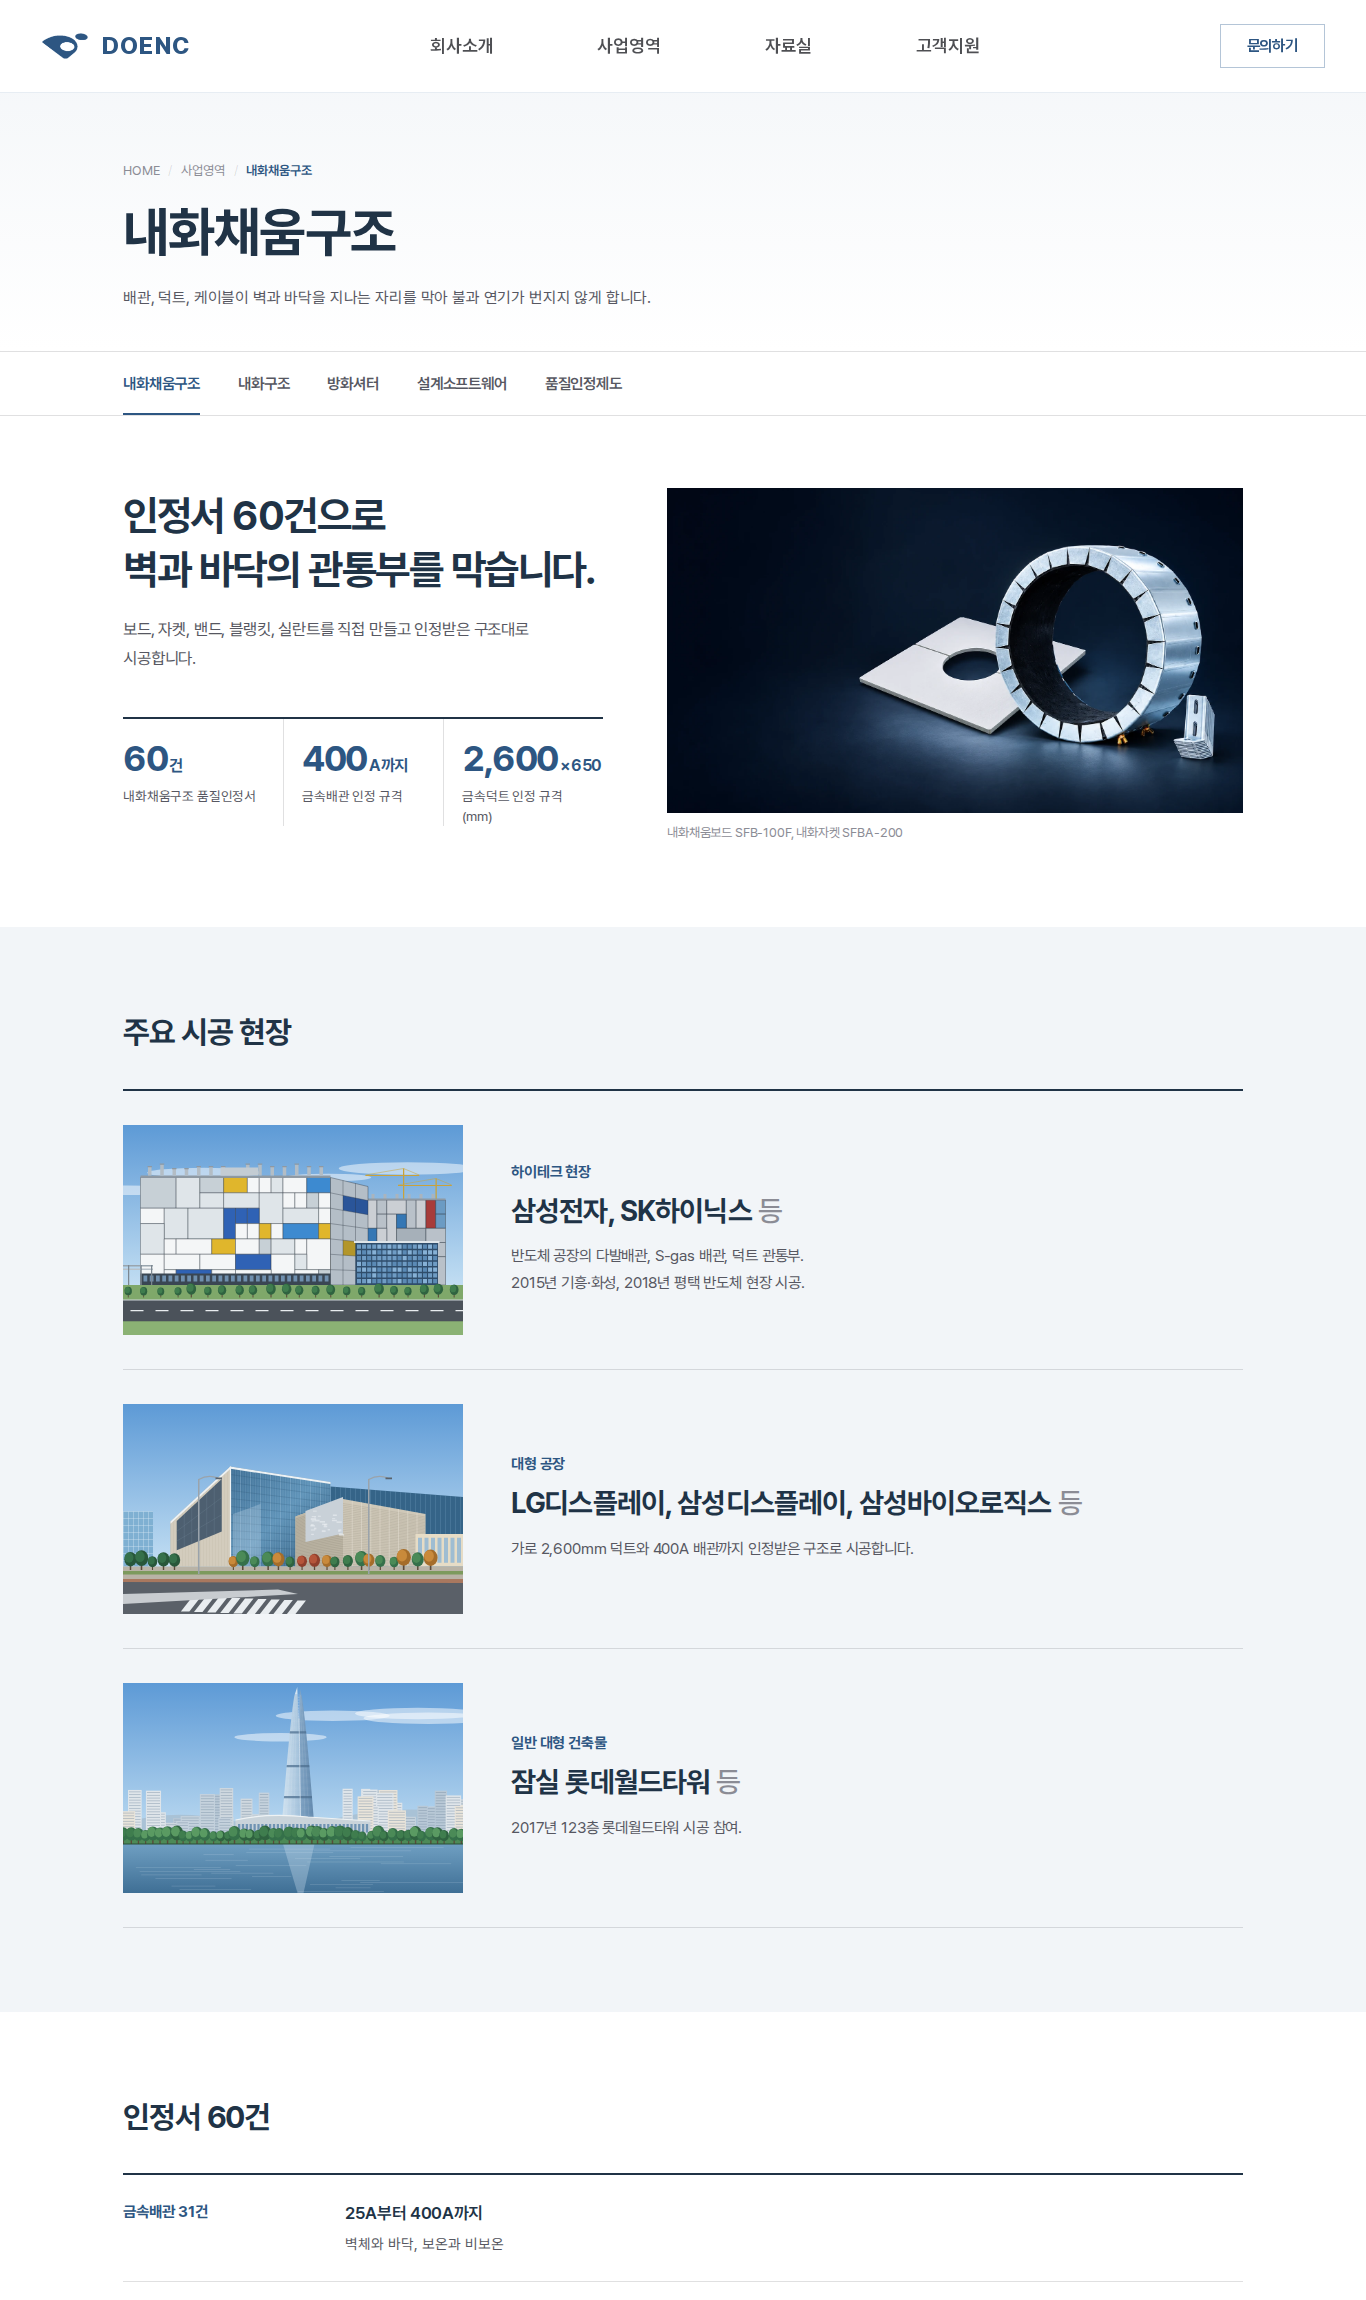 DOENC
회사소개
사업영역
자료실
고객지원
문의하기
HOME / 사업영역 / 내화채움구조
내화채움구조
배관, 덕트, 케이블이 벽과 바닥을 지나는 자리를 막아 불과 연기가 번지지 않게 합니다.
내화채움구조
내화구조
방화셔터
설계소프트웨어
품질인정제도
인정서 60건으로
벽과 바닥의 관통부를 막습니다.
보드, 자켓, 밴드, 블랭킷, 실란트를 직접 만들고 인정받은 구조대로
시공합니다.
60건
내화채움구조 품질인정서
400A까지
금속배관 인정 규격
2,600×650
금속덕트 인정 규격
(mm)
내화채움보드 SFB-100F, 내화자켓 SFBA-200
주요 시공 현장
하이테크 현장
삼성전자, SK하이닉스 등
반도체 공장의 다발배관, S-gas 배관, 덕트 관통부.
2015년 기흥·화성, 2018년 평택 반도체 현장 시공.
대형 공장
LG디스플레이, 삼성디스플레이, 삼성바이오로직스 등
가로 2,600mm 덕트와 400A 배관까지 인정받은 구조로 시공합니다.
일반 대형 건축물
잠실 롯데월드타워 등
2017년 123층 롯데월드타워 시공 참여.
인정서 60건
금속배관 31건
25A부터 400A까지
벽체와 바닥, 보온과 비보온